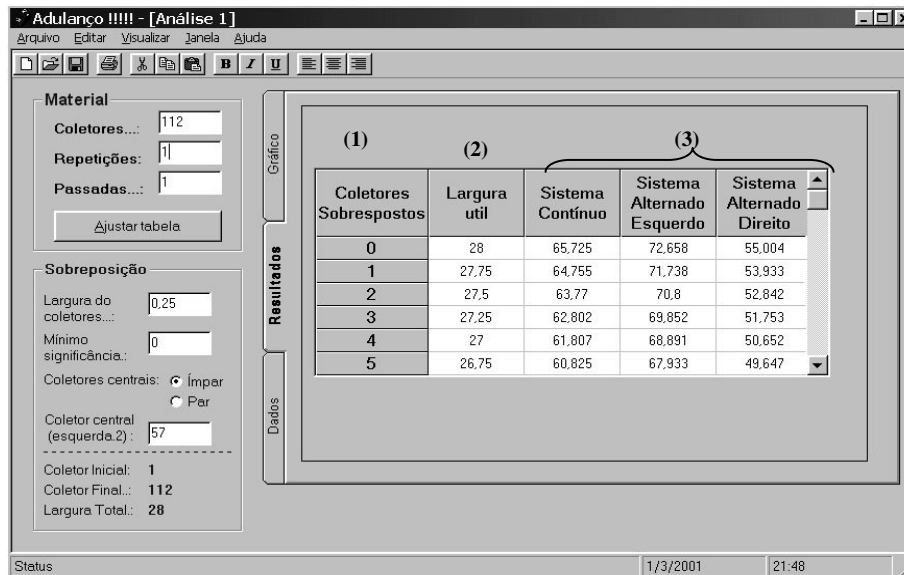 Adulanço !!!!! - [Análise 1]
Arquivo Editar Visualizar Janela Ajuda
B I U
Material
Coletores...: 112
Repetições: 1
Passadas...: 1
Ajustar tabela
Sobreposição
Largura do
coletores...: 0,25
Mínimo
significância.: 0
Coletores centrais: Ímpar
Par
Coletor central
(esquerda.2) : 57
Coletor Inicial: 1
Coletor Final..: 112
Largura Total.: 28
Gráfico
Resultados
Dados
(1) (2) (3)
Coletores
Sobrespostos
Largura
util
Sistema
Contínuo
Sistema
Alternado
Esquerdo
Sistema
Alternado
Direito
0 28 65,725 72,658 55,004
1 27,75 64,755 71,738 53,933
2 27,5 63,77 70,8 52,842
3 27,25 62,802 69,852 51,753
4 27 61,807 68,891 50,652
5 26,75 60,825 67,933 49,647
Status 1/3/2001 21:48